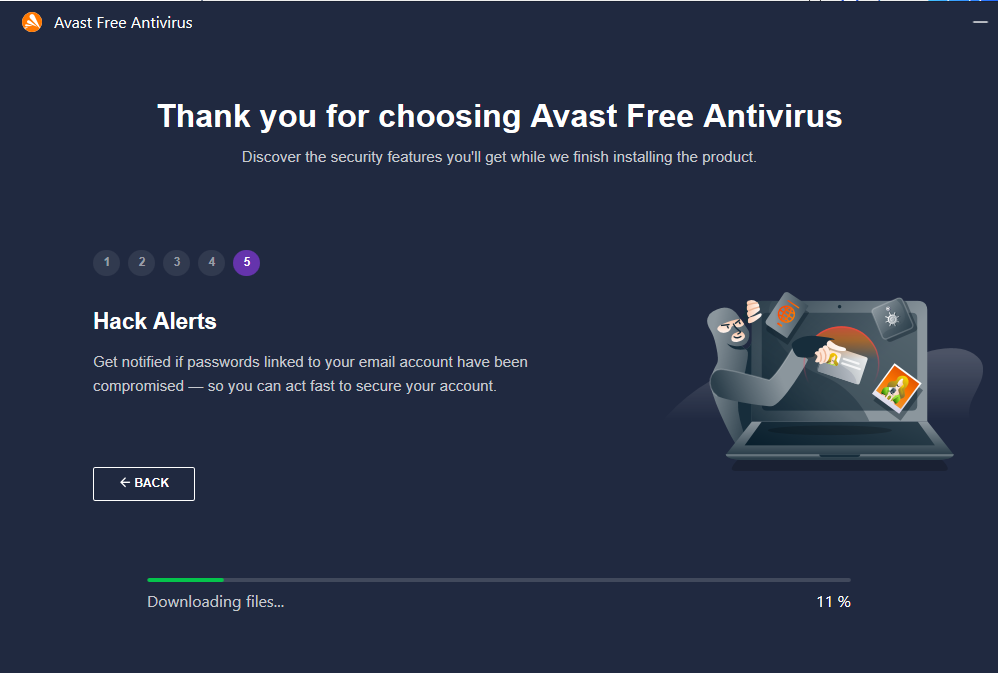 Avast Free Antivirus
Thank you for choosing Avast Free Antivirus
Discover the security features you'll get while we finish installing the product.
1 2 3 4 5
Hack Alerts
Get notified if passwords linked to your email account have been
compromised — so you can act fast to secure your account.
← BACK
Downloading files... 11 %